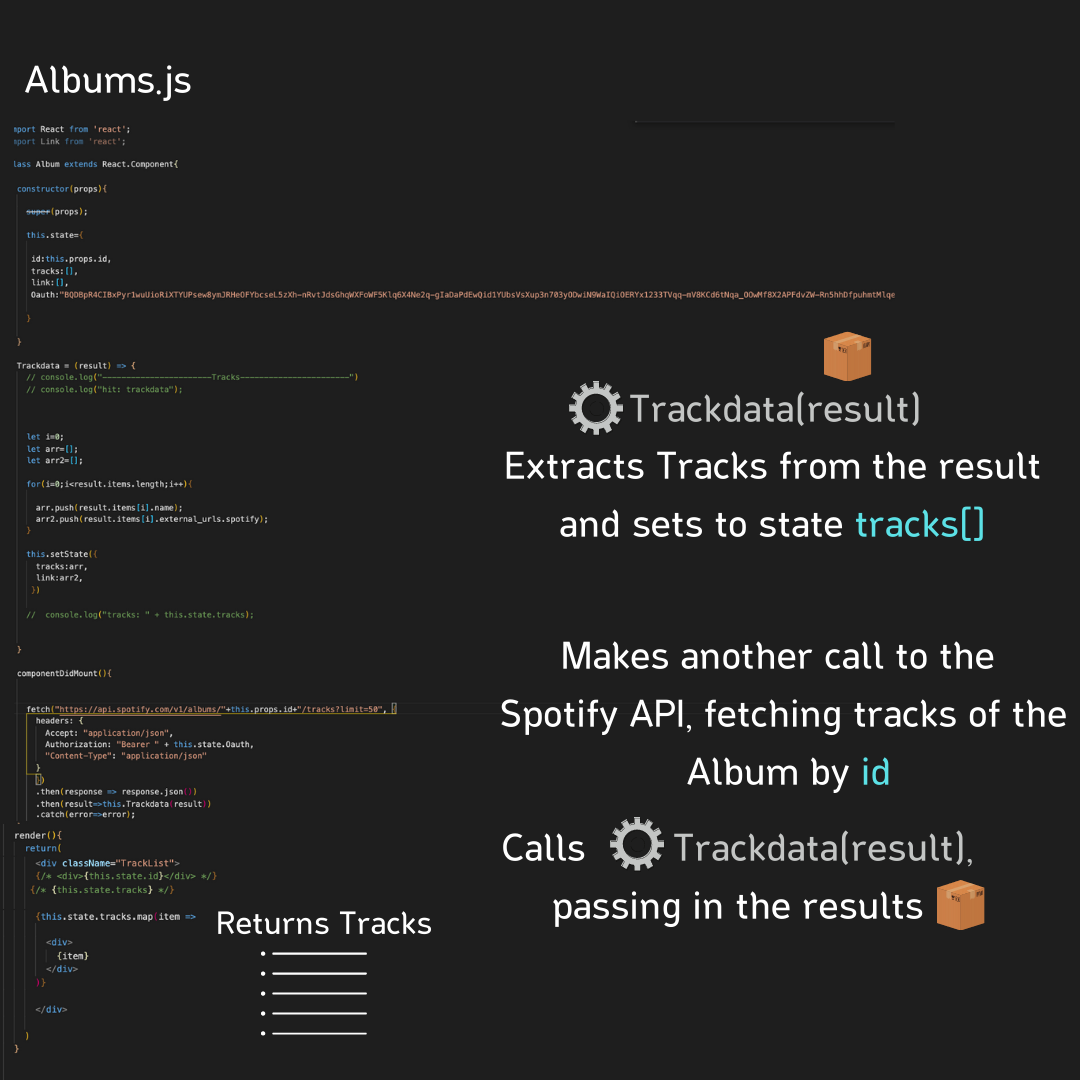 Albums.js
mport React from 'react';
mport Link from 'react';
lass Album extends React.Component{
constructor(props){
super(props);
this.state={
id:this.props.id,
tracks:[],
link:[],
Oauth:
}
}
Trackdata = (result) => {
// console.log("-----------------------Tracks-----------------------")
// console.log("hit: trackdata");
let i=0;
let arr=[];
let arr2=[];
for(i=0;i<result.items.length;i++){
arr.push(result.items[i].name);
arr2.push(result.items[i].external_urls.spotify);
}
this.setState({
tracks:arr,
link:arr2,
})
// console.log("tracks: " + this.state.tracks);
}
componentDidMount(){
fetch("https://api.spotify.com/v1/albums/"+this.props.id+"/tracks?limit=50", {
headers: {
Accept: "application/json",
Authorization: "Bearer " + this.state.Oauth,
"Content-Type": "application/json"
}
})
.then(response => response.json())
.then(result=>this.Trackdata(result))
.catch(error=>error);
render(){
return(
<div className="TrackList">
{/* <div>{this.state.id}</div> */}
{/* {this.state.tracks} */}
{this.state.tracks.map(item =>
<div>
{item}
</div>
)}
</div>
)
}
Returns Tracks
Trackdata(result)
Extracts Tracks from the result
and sets to state tracks[]
Makes another call to the
Spotify API, fetching tracks of the
Album by id
Calls Trackdata(result),
passing in the results